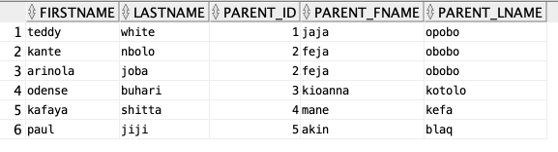 FIRSTNAME LASTNAME PARENT_ID PARENT_FNAME PARENT_LNAME
1 teddy white 1 jaja opobo
2 kante nbolo 2 feja obobo
3 arinola joba 2 feja obobo
4 odense buhari 3 kioanna kotolo
5 kafaya shitta 4 mane kefa
6 paul jiji 5 akin blaq